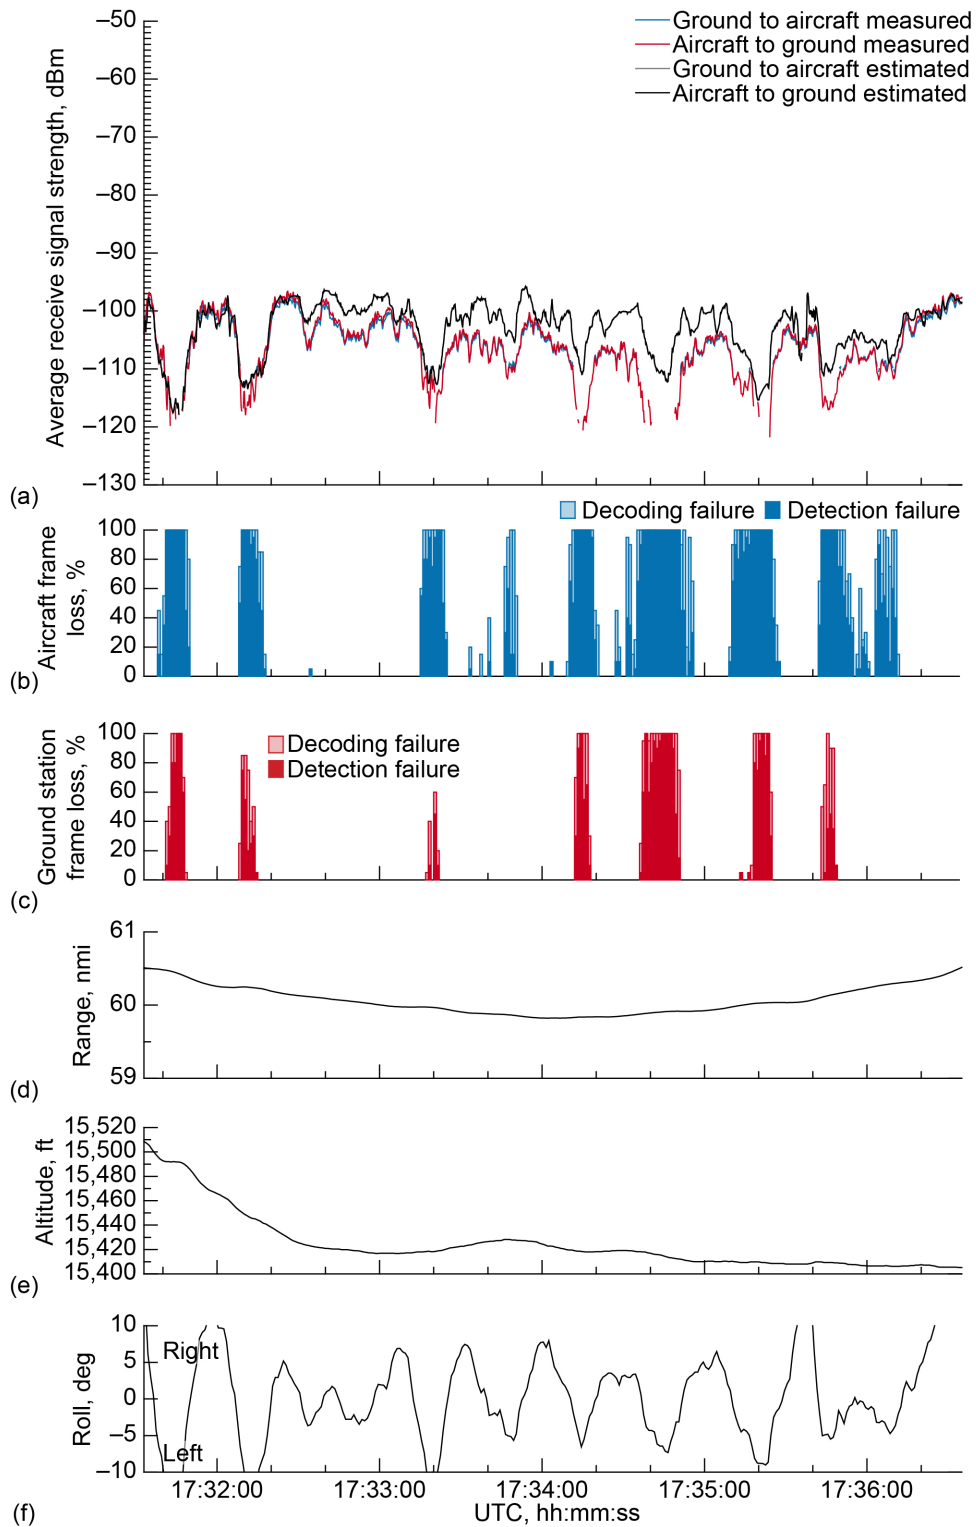 Ground to aircraft measured
Aircraft to ground measured
Ground to aircraft estimated
Aircraft to ground estimated
Average receive signal strength, dBm
–50
–60
–70
–80
–90
–100
–110
–120
–130
(a)
Decoding failure Detection failure
Aircraft frame
loss, %
100
80
60
40
20
0
(b)
Ground station
frame loss, %
100
80
60
40
20
0
Decoding failure
Detection failure
(c)
Range, nmi
61
60
59
(d)
Altitude, ft
15,520
15,500
15,480
15,460
15,440
15,420
15,400
(e)
Roll, deg
10
5
0
–5
–10
Right
Left
17:32:00 17:33:00 17:34:00 17:35:00 17:36:00
UTC, hh:mm:ss
(f)